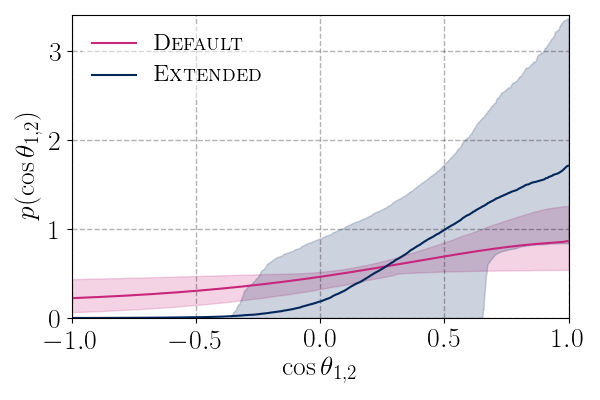 Default
Extended
3
2
1
0
p(cos θ1,2)
−1.0 −0.5 0.0 0.5 1.0
cos θ1,2